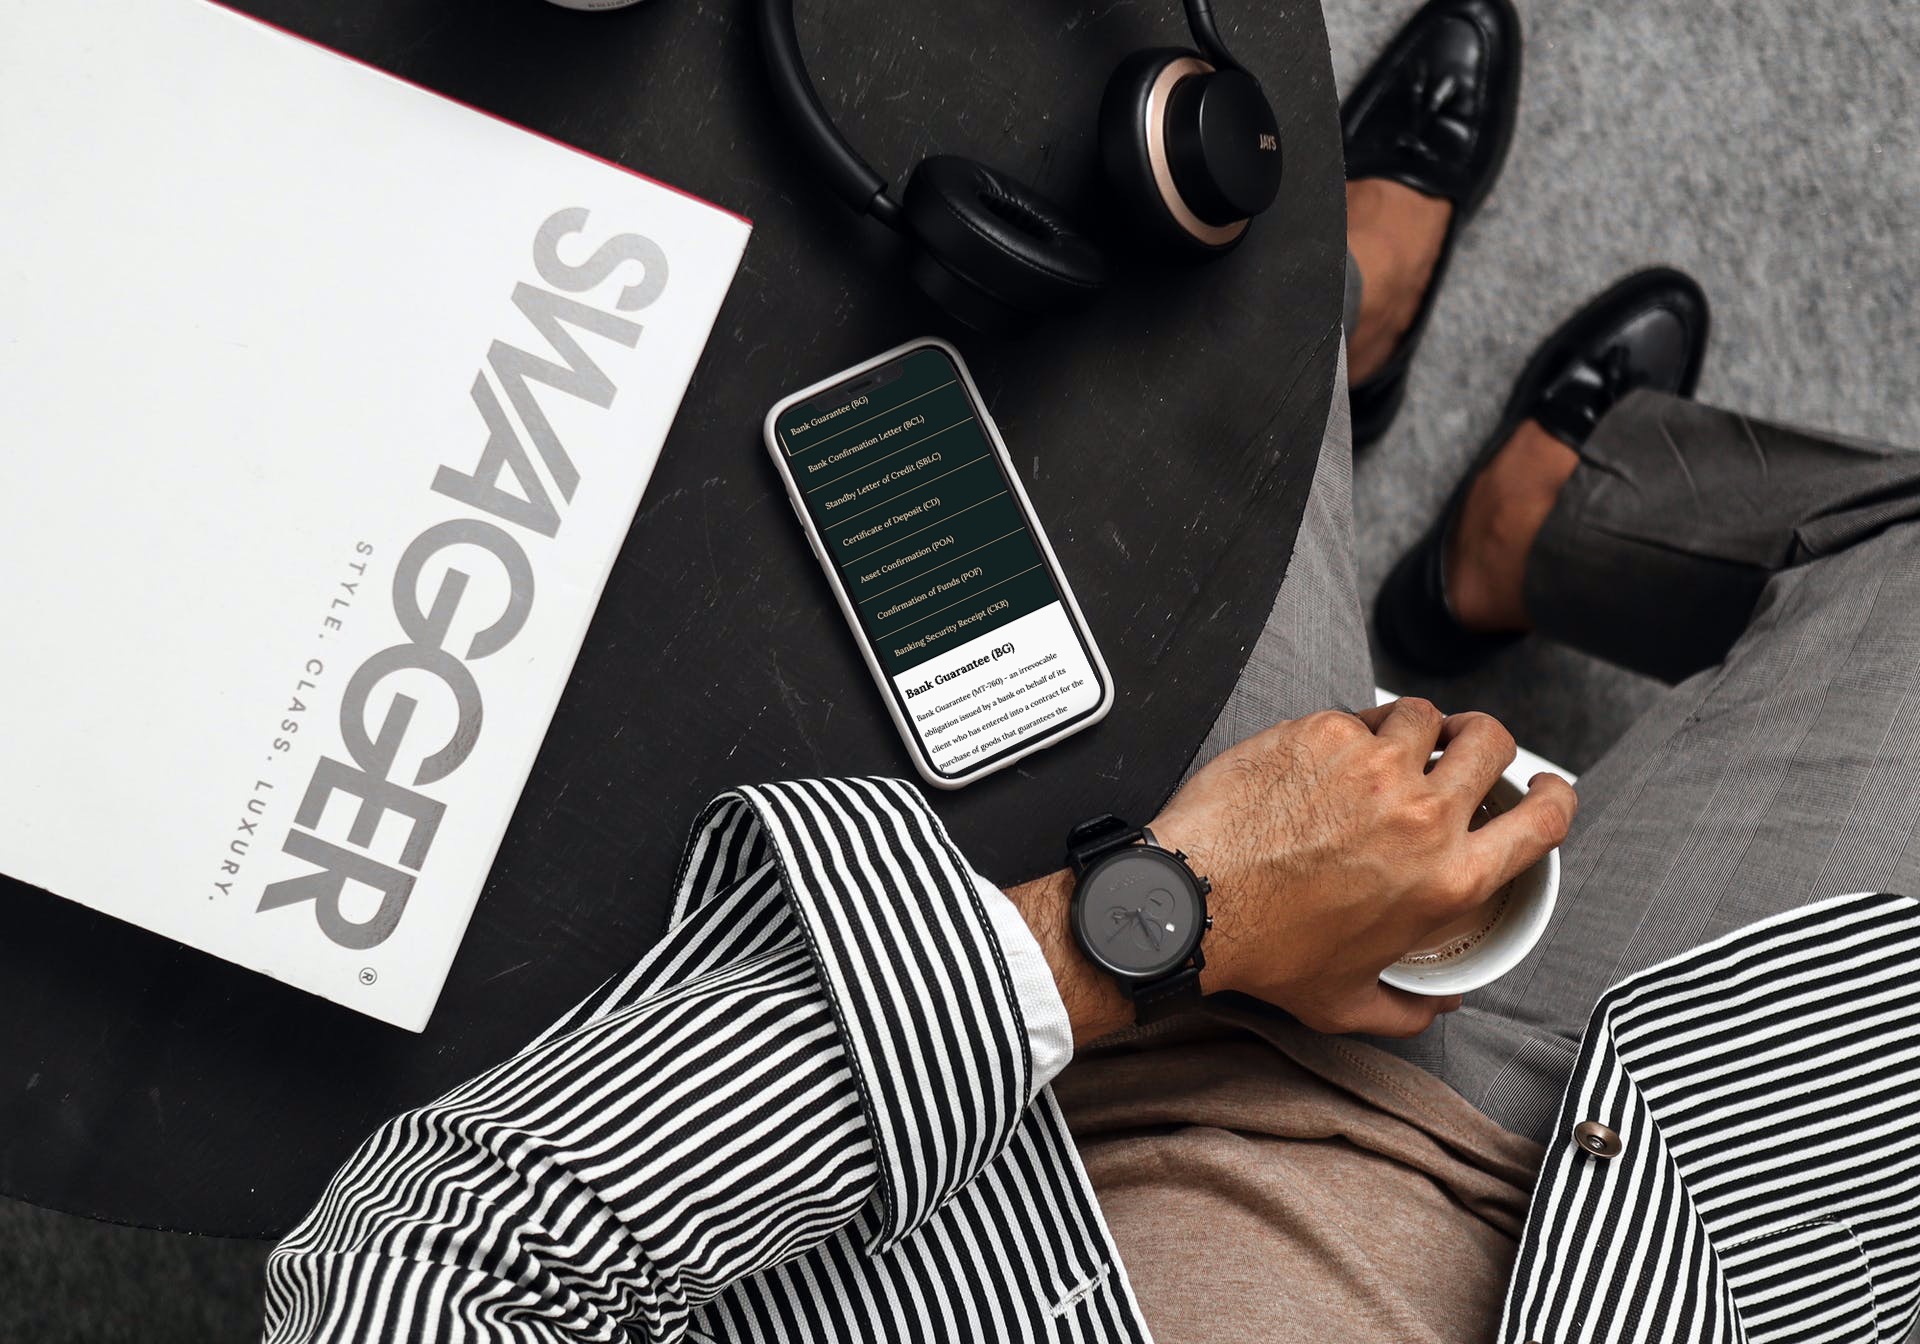 SWAGGER®
STYLE. CLASS. LUXURY.
JAYS
Bank Guarantee (BG)
Bank Confirmation Letter (BCL)
Standby Letter of Credit (SBLC)
Certificate of Deposit (CD)
Asset Confirmation (POA)
Confirmation of Funds (POF)
Banking Security Receipt (CKR)
Bank Guarantee (BG)
Bank Guarantee (MT-760) - an irrevocable
obligation issued by a bank on behalf of its
client who has entered into a contract for the
purchase of goods that guarantees the